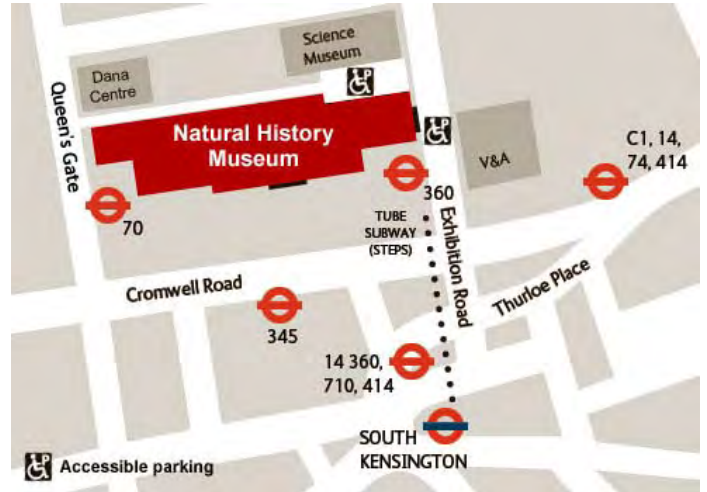 Science
Museum
Dana
Centre
Queen's Gate
Natural History
Museum
V&A
C1, 14,
74, 414
70
360
TUBE
SUBWAY
(STEPS)
Exhibition Road
Cromwell Road
Thurloe Place
345
14 360,
710, 414
SOUTH
KENSINGTON
P
P
P
Accessible parking